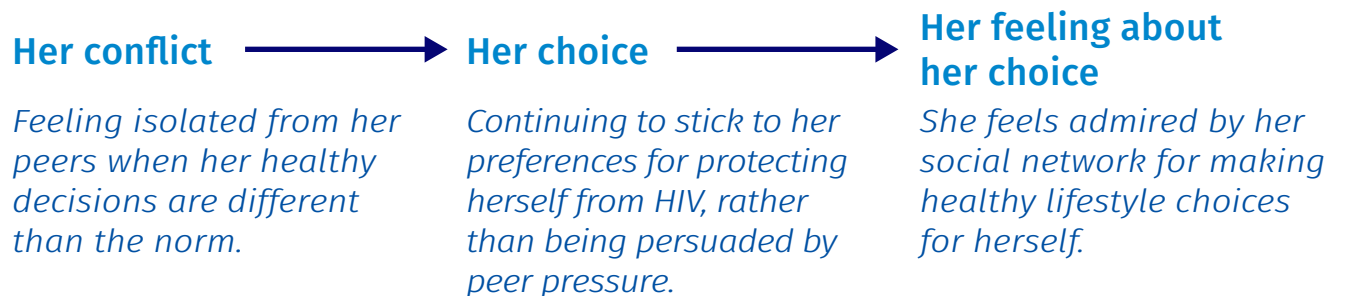 Her conflict
Feeling isolated from her
peers when her healthy
decisions are different
than the norm.
Her choice
Continuing to stick to her
preferences for protecting
herself from HIV, rather
than being persuaded by
peer pressure.
Her feeling about
her choice
She feels admired by her
social network for making
healthy lifestyle choices
for herself.